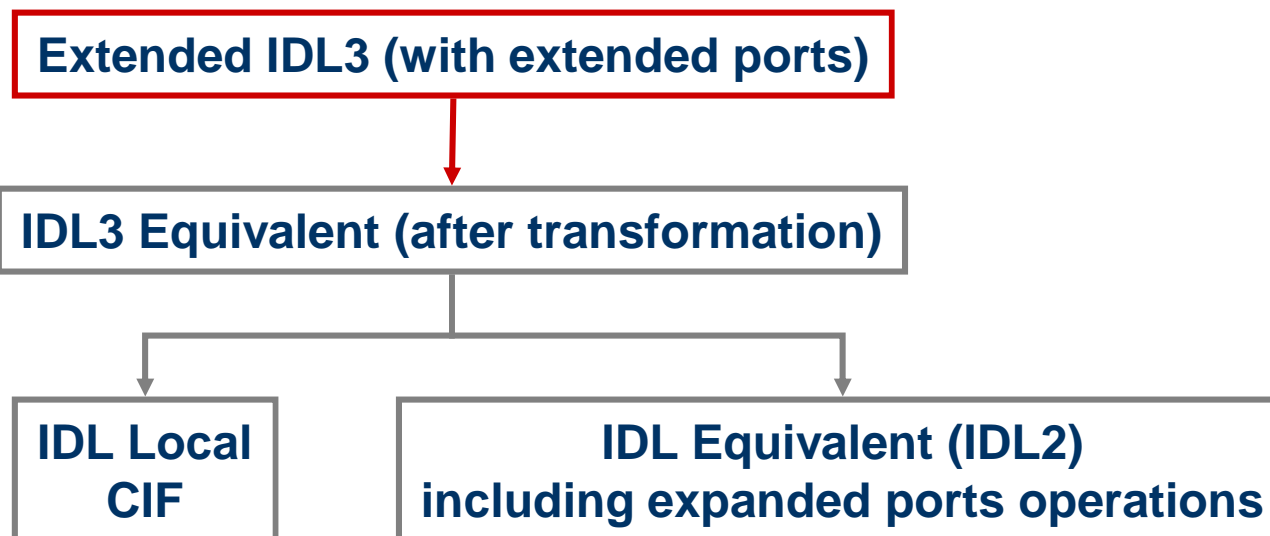 Extended IDL3 (with extended ports)
IDL3 Equivalent (after transformation)
IDL Local
CIF
IDL Equivalent (IDL2)
including expanded ports operations